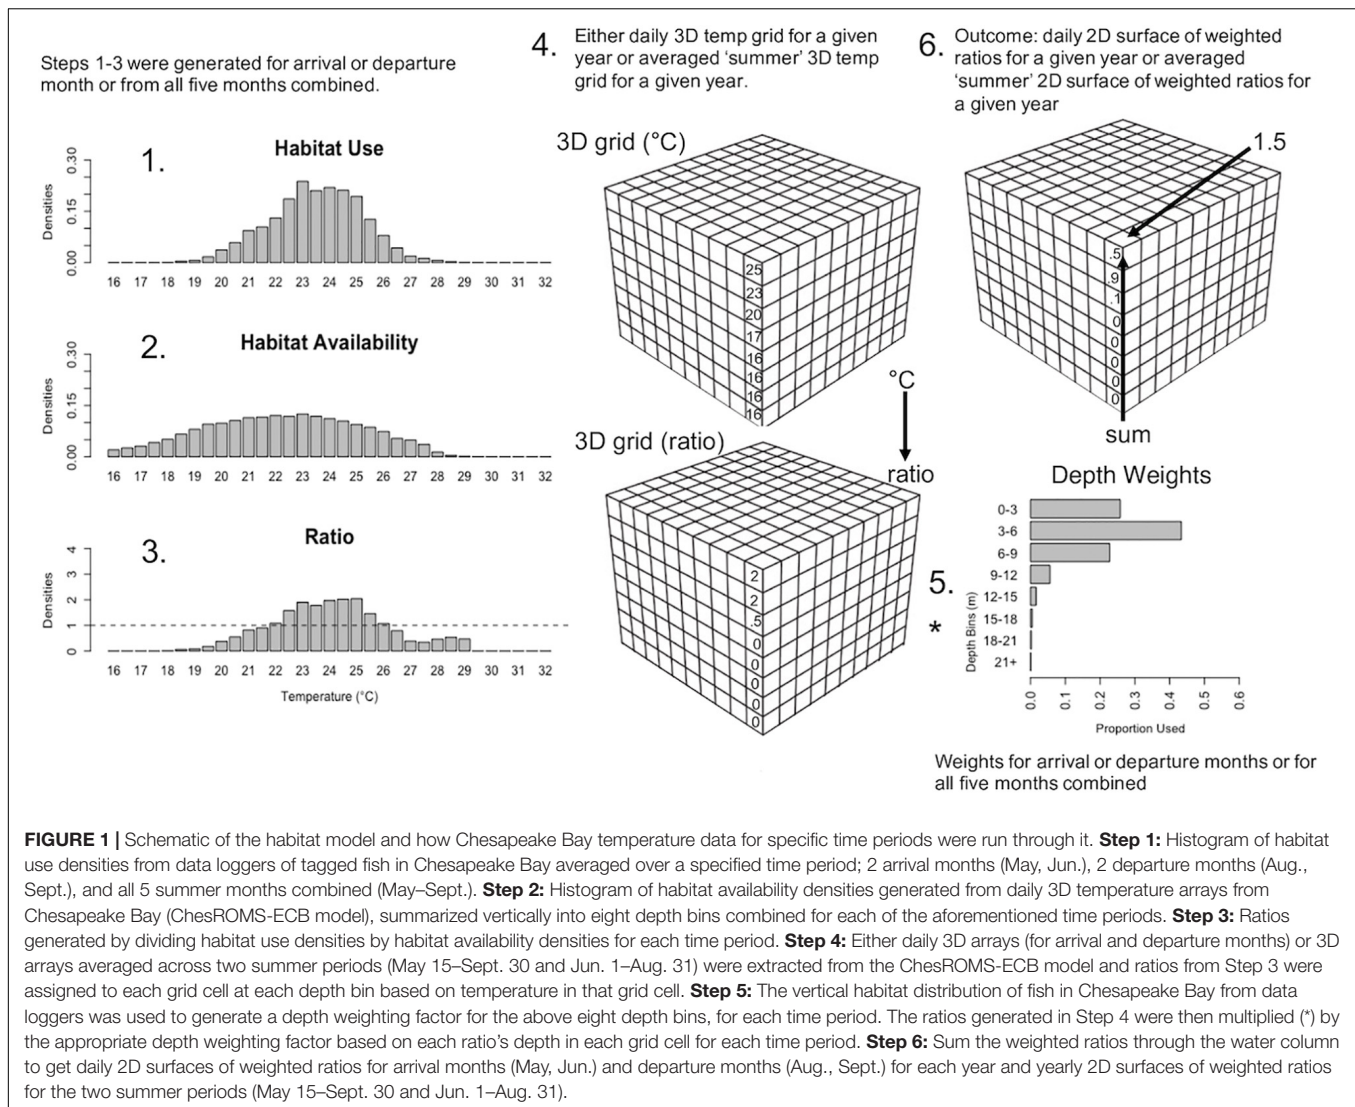 Steps 1-3 were generated for arrival or departure
month or from all five months combined.
1.
Habitat Use
Densities
0.30
0.15
0.00
16 17 18 19 20 21 22 23 24 25 26 27 28 29 30 31 32
2.
Habitat Availability
Densities
0.30
0.15
0.00
16 17 18 19 20 21 22 23 24 25 26 27 28 29 30 31 32
3.
Ratio
Densities
4
3
2
1
0
16 17 18 19 20 21 22 23 24 25 26 27 28 29 30 31 32
Temperature (°C)
4.
Either daily 3D temp grid for a given
year or averaged ‘summer’ 3D temp
grid for a given year.
3D grid (°C)
25
23
20
17
16
16
16
16
°C
ratio
3D grid (ratio)
2
2
.5
0
0
0
0
0
6.
Outcome: daily 2D surface of weighted
ratios for a given year or averaged
‘summer’ 2D surface of weighted ratios for
a given year
1.5
.5
.9
.1
0
0
0
0
0
sum
5.
*
Depth Weights
Depth Bins (m)
0-3
3-6
6-9
9-12
12-15
15-18
18-21
21+
0.0 0.1 0.2 0.3 0.4 0.5 0.6
Proportion Used
Weights for arrival or departure months or for
all five months combined
FIGURE 1 | Schematic of the habitat model and how Chesapeake Bay temperature data for specific time periods were run through it. Step 1: Histogram of habitat
use densities from data loggers of tagged fish in Chesapeake Bay averaged over a specified time period; 2 arrival months (May, Jun.), 2 departure months (Aug.,
Sept.), and all 5 summer months combined (May–Sept.). Step 2: Histogram of habitat availability densities generated from daily 3D temperature arrays from
Chesapeake Bay (ChesROMS-ECB model), summarized vertically into eight depth bins combined for each of the aforementioned time periods. Step 3: Ratios
generated by dividing habitat use densities by habitat availability densities for each time period. Step 4: Either daily 3D arrays (for arrival and departure months) or 3D
arrays averaged across two summer periods (May 15–Sept. 30 and Jun. 1–Aug. 31) were extracted from the ChesROMS-ECB model and ratios from Step 3 were
assigned to each grid cell at each depth bin based on temperature in that grid cell. Step 5: The vertical habitat distribution of fish in Chesapeake Bay from data
loggers was used to generate a depth weighting factor for the above eight depth bins, for each time period. The ratios generated in Step 4 were then multiplied (*) by
the appropriate depth weighting factor based on each ratio’s depth in each grid cell for each time period. Step 6: Sum the weighted ratios through the water column
to get daily 2D surfaces of weighted ratios for arrival months (May, Jun.) and departure months (Aug., Sept.) for each year and yearly 2D surfaces of weighted ratios
for the two summer periods (May 15–Sept. 30 and Jun. 1–Aug. 31).